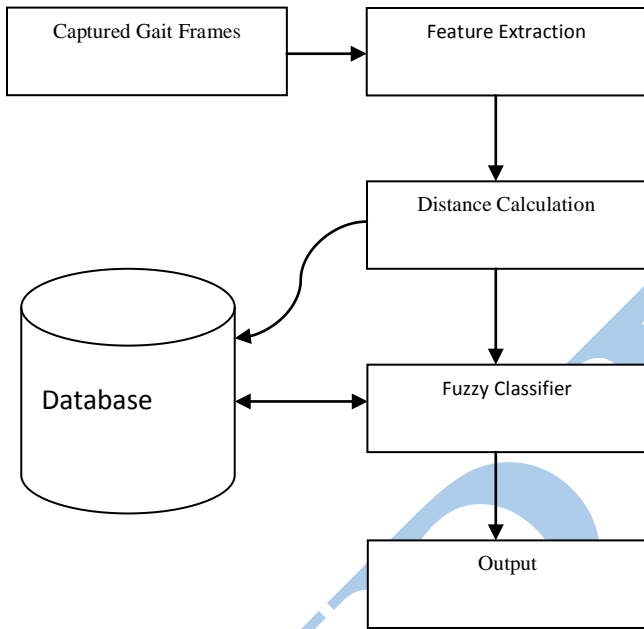 Captured Gait Frames
Feature Extraction
Distance Calculation
Database
Fuzzy Classifier
Output